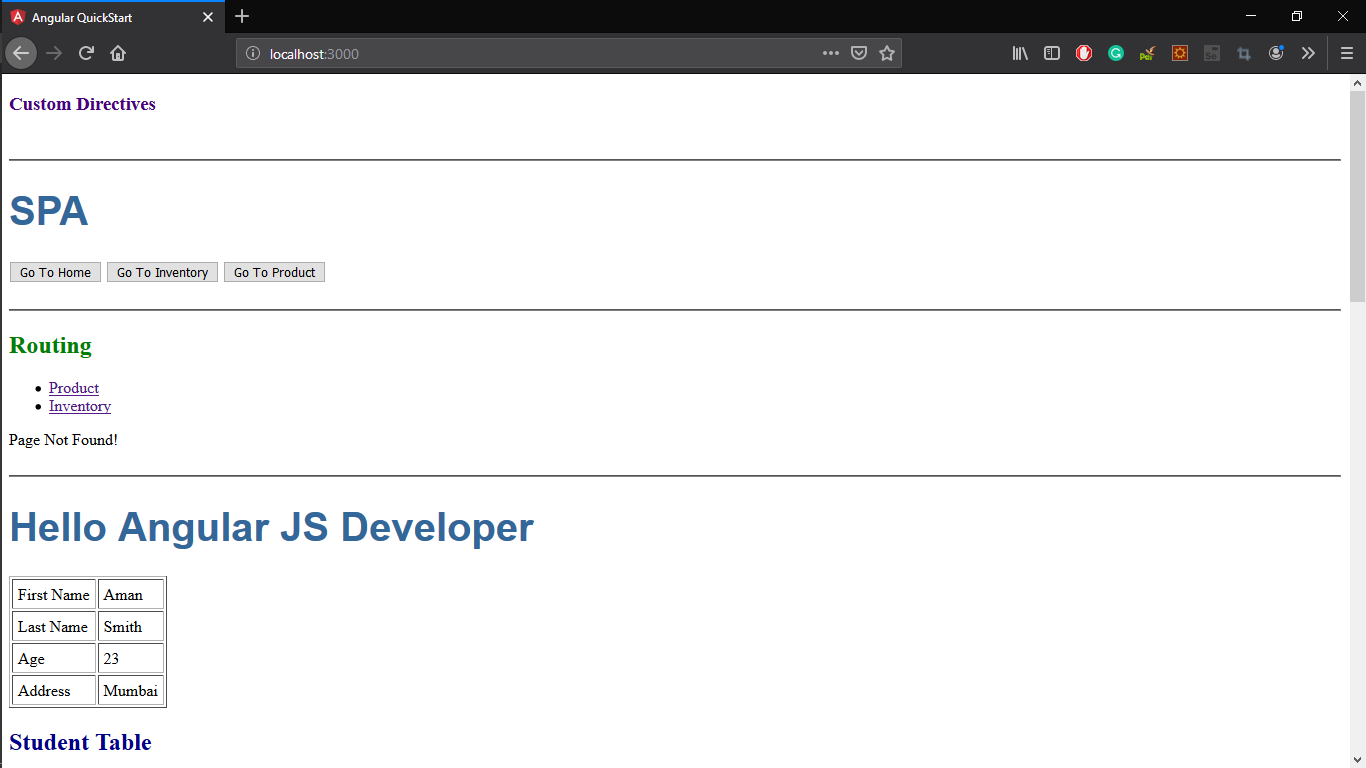 Angular QuickStart
localhost:3000
Custom Directives
SPA
Go To Home Go To Inventory Go To Product
Routing
Product
Inventory
Page Not Found!
Hello Angular JS Developer
First Name Aman
Last Name Smith
Age 23
Address Mumbai
Student Table